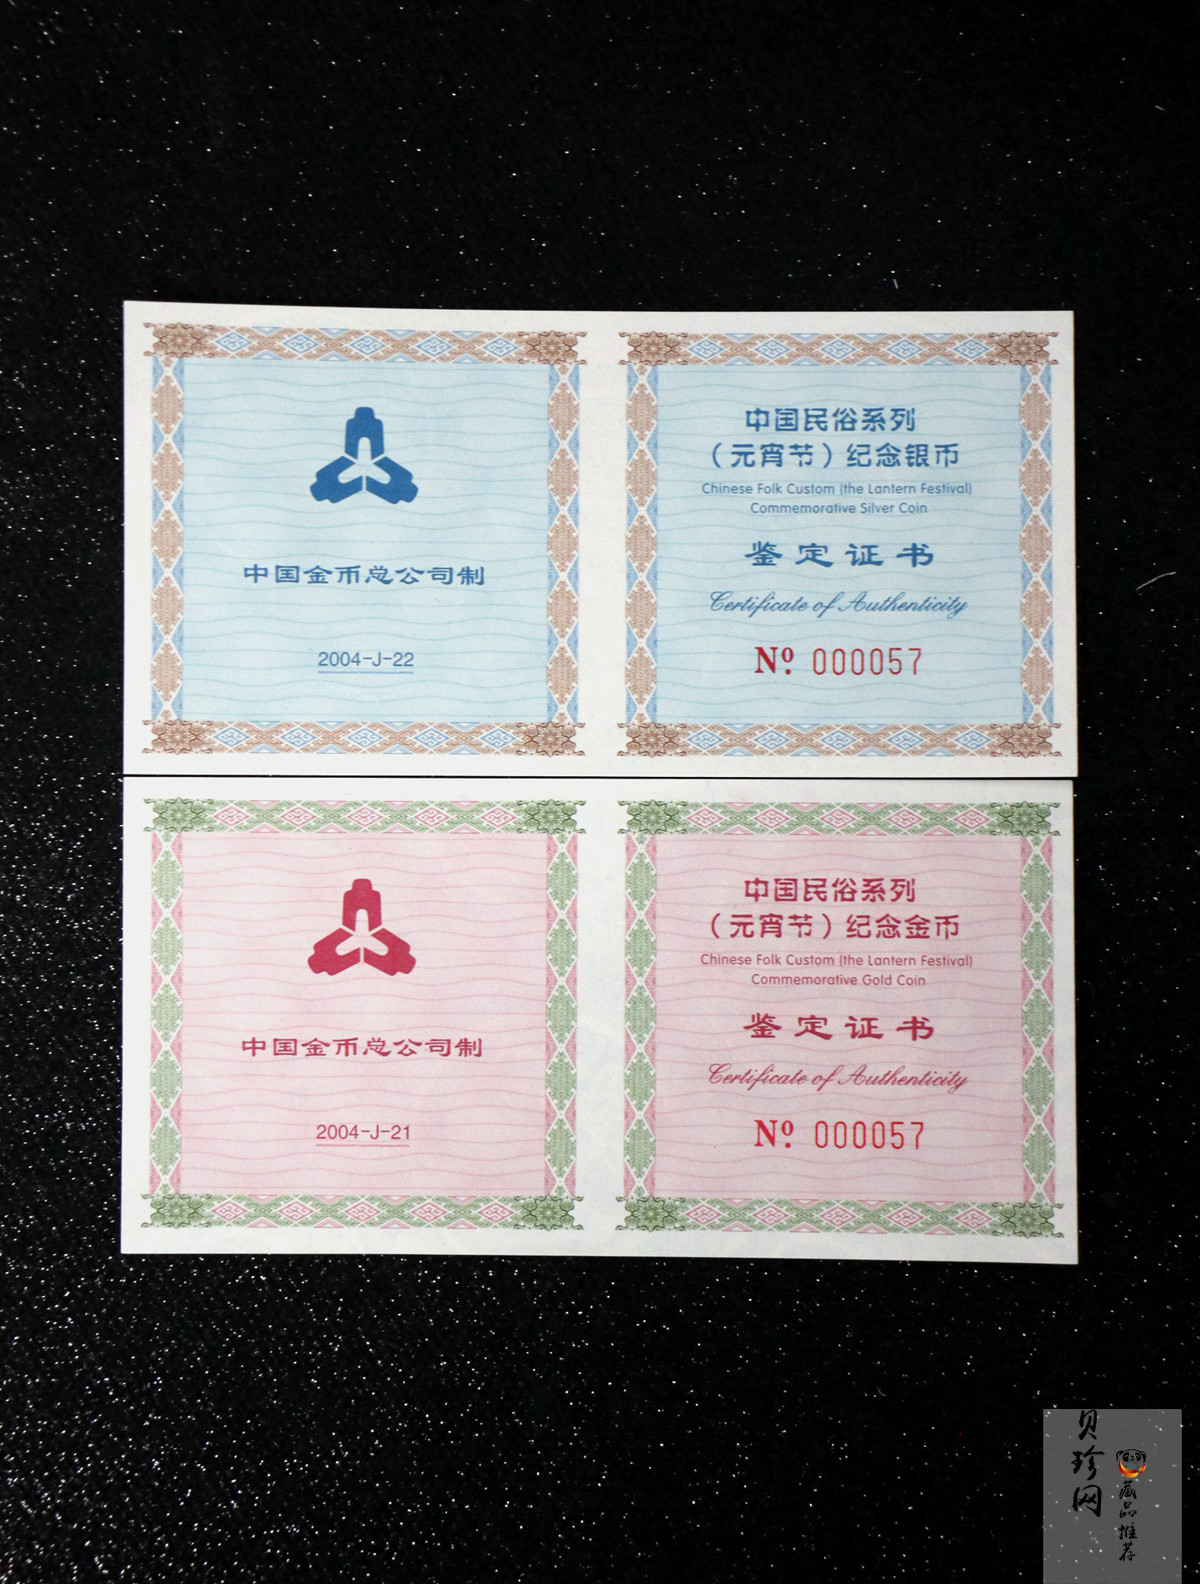 中国金币总公司制
2004-J-22
中国民俗系列
（元宵节）纪念银币
Chinese Folk Custom (the Lantern Festival)
Commemorative Silver Coin
鉴定证书
Certificate of Authenticity
Nº 000057
中国金币总公司制
2004-J-21
中国民俗系列
（元宵节）纪念金币
Chinese Folk Custom (the Lantern Festival)
Commemorative Gold Coin
鉴定证书
Certificate of Authenticity
Nº 000057
贝珍网
藏品推荐